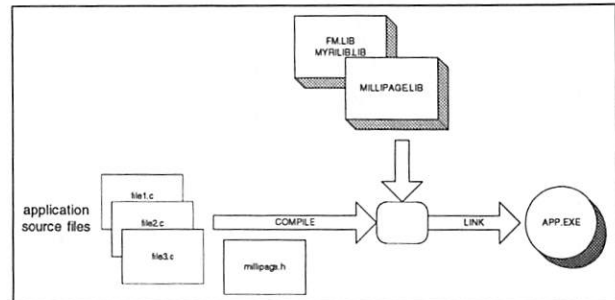 FM.LIB
MYRILIB.LIB
MILLIPAGE.LIB
application
source files
file1.c
file2.c
file3.c
COMPILE
LINK
APP.EXE
millipage.h